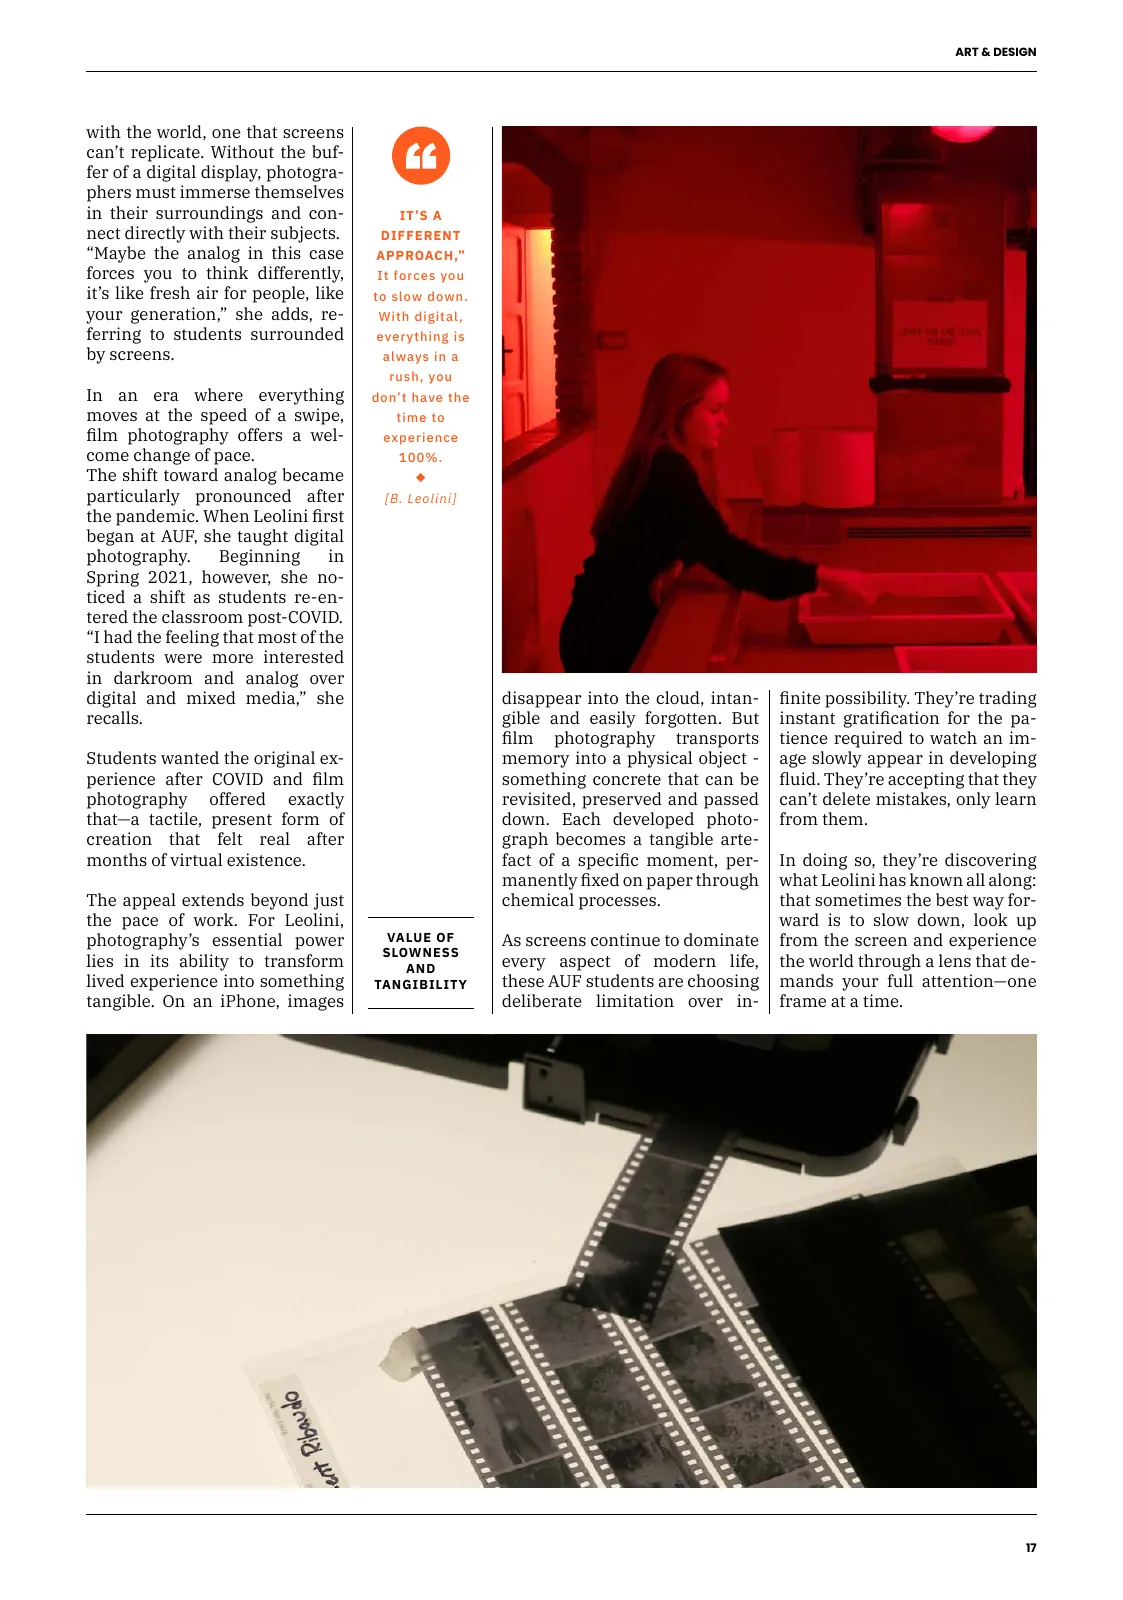 ART & DESIGN
with the world, one that screens
can’t replicate. Without the buf-
fer of a digital display, photogra-
phers must immerse themselves
in their surroundings and con-
nect directly with their subjects.
“Maybe the analog in this case
forces you to think differently,
it’s like fresh air for people, like
your generation,” she adds, re-
ferring to students surrounded
by screens.
In an era where everything
moves at the speed of a swipe,
film photography offers a wel-
come change of pace.
The shift toward analog became
particularly pronounced after
the pandemic. When Leolini first
began at AUF, she taught digital
photography. Beginning in
Spring 2021, however, she no-
ticed a shift as students re-en-
tered the classroom post-COVID.
“I had the feeling that most of the
students were more interested
in darkroom and analog over
digital and mixed media,” she
recalls.
Students wanted the original ex-
perience after COVID and film
photography offered exactly
that—a tactile, present form of
creation that felt real after
months of virtual existence.
The appeal extends beyond just
the pace of work. For Leolini,
photography’s essential power
lies in its ability to transform
lived experience into something
tangible. On an iPhone, images
“
IT’S A
DIFFERENT
APPROACH,”
It forces you
to slow down.
With digital,
everything is
always in a
rush, you
don’t have the
time to
experience
100%.
[B. Leolini]
VALUE OF
SLOWNESS
AND
TANGIBILITY
LEAVE THE LAB CLEAN
disappear into the cloud, intan-
gible and easily forgotten. But
film photography transports
memory into a physical object -
something concrete that can be
revisited, preserved and passed
down. Each developed photo-
graph becomes a tangible arte-
fact of a specific moment, per-
manently fixed on paper through
chemical processes.
As screens continue to dominate
every aspect of modern life,
these AUF students are choosing
deliberate limitation over in-
finite possibility. They’re trading
instant gratification for the pa-
tience required to watch an im-
age slowly appear in developing
fluid. They’re accepting that they
can’t delete mistakes, only learn
from them.
In doing so, they’re discovering
what Leolini has known all along:
that sometimes the best way for-
ward is to slow down, look up
from the screen and experience
the world through a lens that de-
mands your full attention—one
frame at a time.
Ribaudo
17